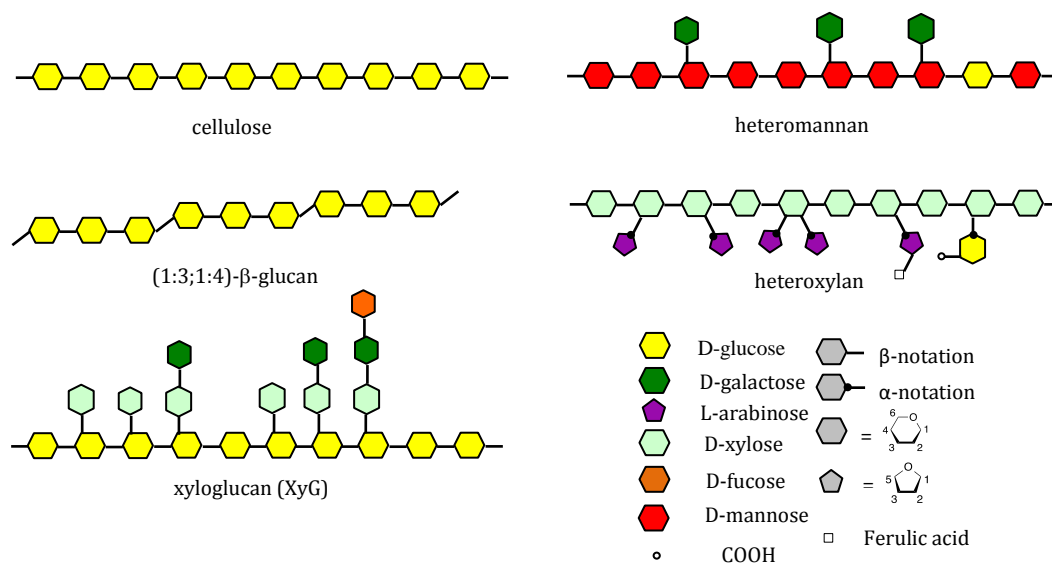 cellulose
heteromannan
(1:3;1:4)-β-glucan
heteroxylan
xyloglucan (XyG)
D-glucose
D-galactose
L-arabinose
D-xylose
D-fucose
D-mannose
COOH
β-notation
α-notation
= 6 O 4 1 3 2
= O 5 1 3 2
Ferulic acid